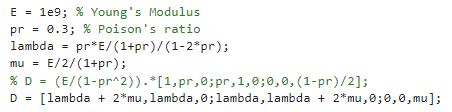 E = 1e9; % Young's Modulus
pr = 0.3; % Poison's ratio
lambda = pr*E/(1+pr)/(1-2*pr);
mu = E/2/(1+pr);
% D = (E/(1-pr^2)).*[1,pr,0;pr,1,0;0,0,(1-pr)/2];
D = [lambda + 2*mu,lambda,0;lambda,lambda + 2*mu,0;0,0,mu];